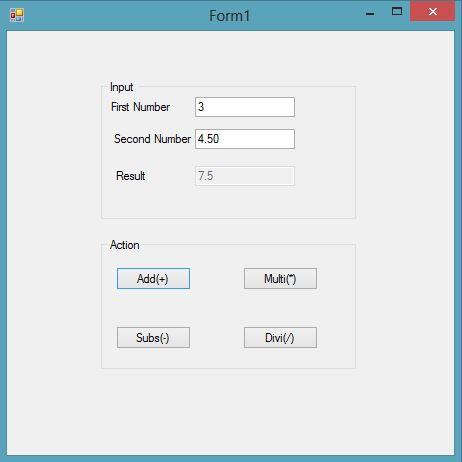 Form1
Input
First Number 3
Second Number 4.50
Result 7.5
Action
Add(+) Multi(*)
Subs(-) Divi(/)